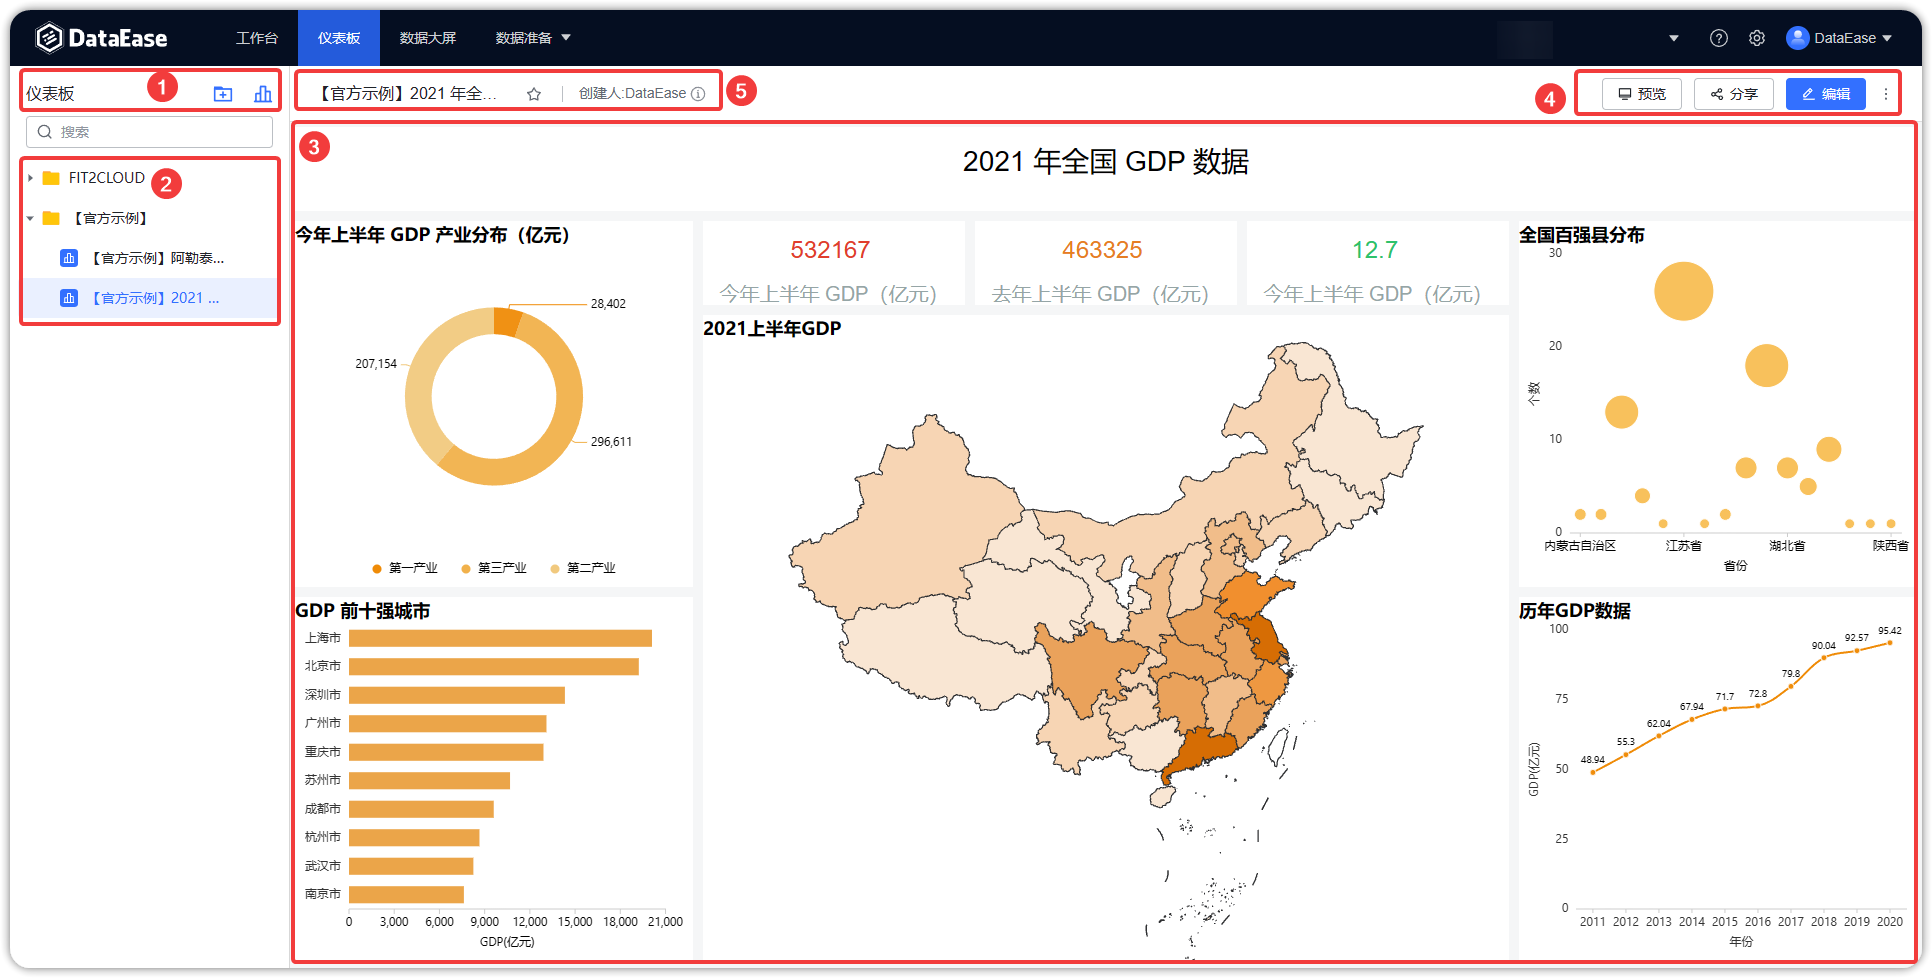 DataEase 工作台 仪表板 数据大屏 数据准备 DataEase
仪表板 1
搜索
FIT2CLOUD 2
【官方示例】
【官方示例】阿勒泰...
【官方示例】2021 ...
【官方示例】2021 年全... 创建人:DataEase 5
4 预览 分享 编辑
3
2021 年全国 GDP 数据
今年上半年 GDP 产业分布（亿元）
28,402
207,154
296,611
第一产业 第三产业 第二产业
532167
今年上半年 GDP（亿元）
463325
去年上半年 GDP（亿元）
12.7
今年上半年 GDP（亿元）
2021上半年GDP
全国百强县分布
30
20
10
0
个数
内蒙古自治区 江苏省 湖北省 陕西省
省份
GDP 前十强城市
上海市
北京市
深圳市
广州市
重庆市
苏州市
成都市
杭州市
武汉市
南京市
0 3,000 6,000 9,000 12,000 15,000 18,000 21,000
GDP(亿元)
历年GDP数据
100
75
50
25
0
GDP(亿元)
48.94 55.3 62.04 67.94 71.7 72.8 79.8 90.04 92.57 95.42
2011 2012 2013 2014 2015 2016 2017 2018 2019 2020
年份